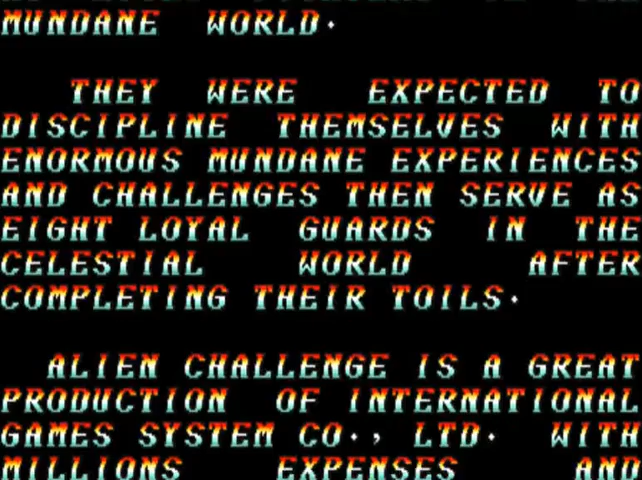 MUNDANE WORLD.
THEY WERE EXPECTED TO
DISCIPLINE THEMSELVES WITH
ENORMOUS MUNDANE EXPERIENCES
AND CHALLENGES THEN SERVE AS
EIGHT LOYAL GUARDS IN THE
CELESTIAL WORLD AFTER
COMPLETING THEIR TOILS.
ALIEN CHALLENGE IS A GREAT
PRODUCTION OF INTERNATIONAL
GAMES SYSTEM CO., LTD. WITH
MILLIONS EXPENSES AND